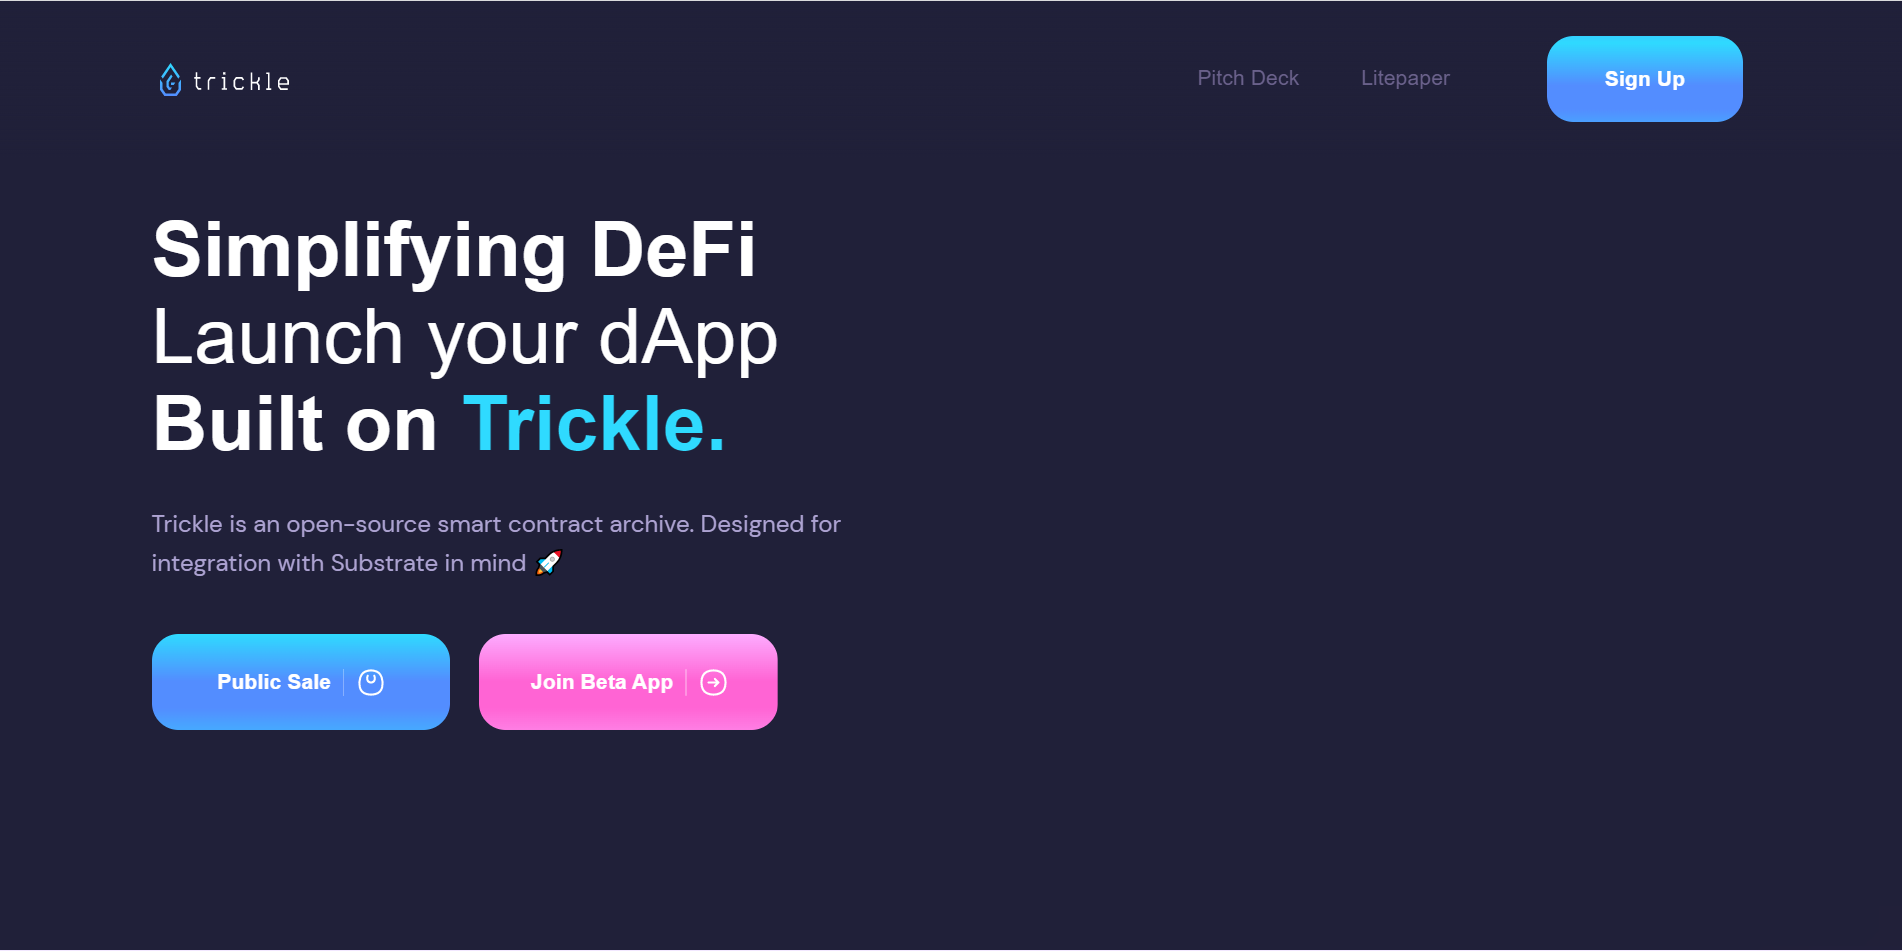 trickle
Pitch Deck
Litepaper
Sign Up
Simplifying DeFi
Launch your dApp
Built on Trickle.
Trickle is an open-source smart contract archive. Designed for
integration with Substrate in mind 🚀
Public Sale
Join Beta App